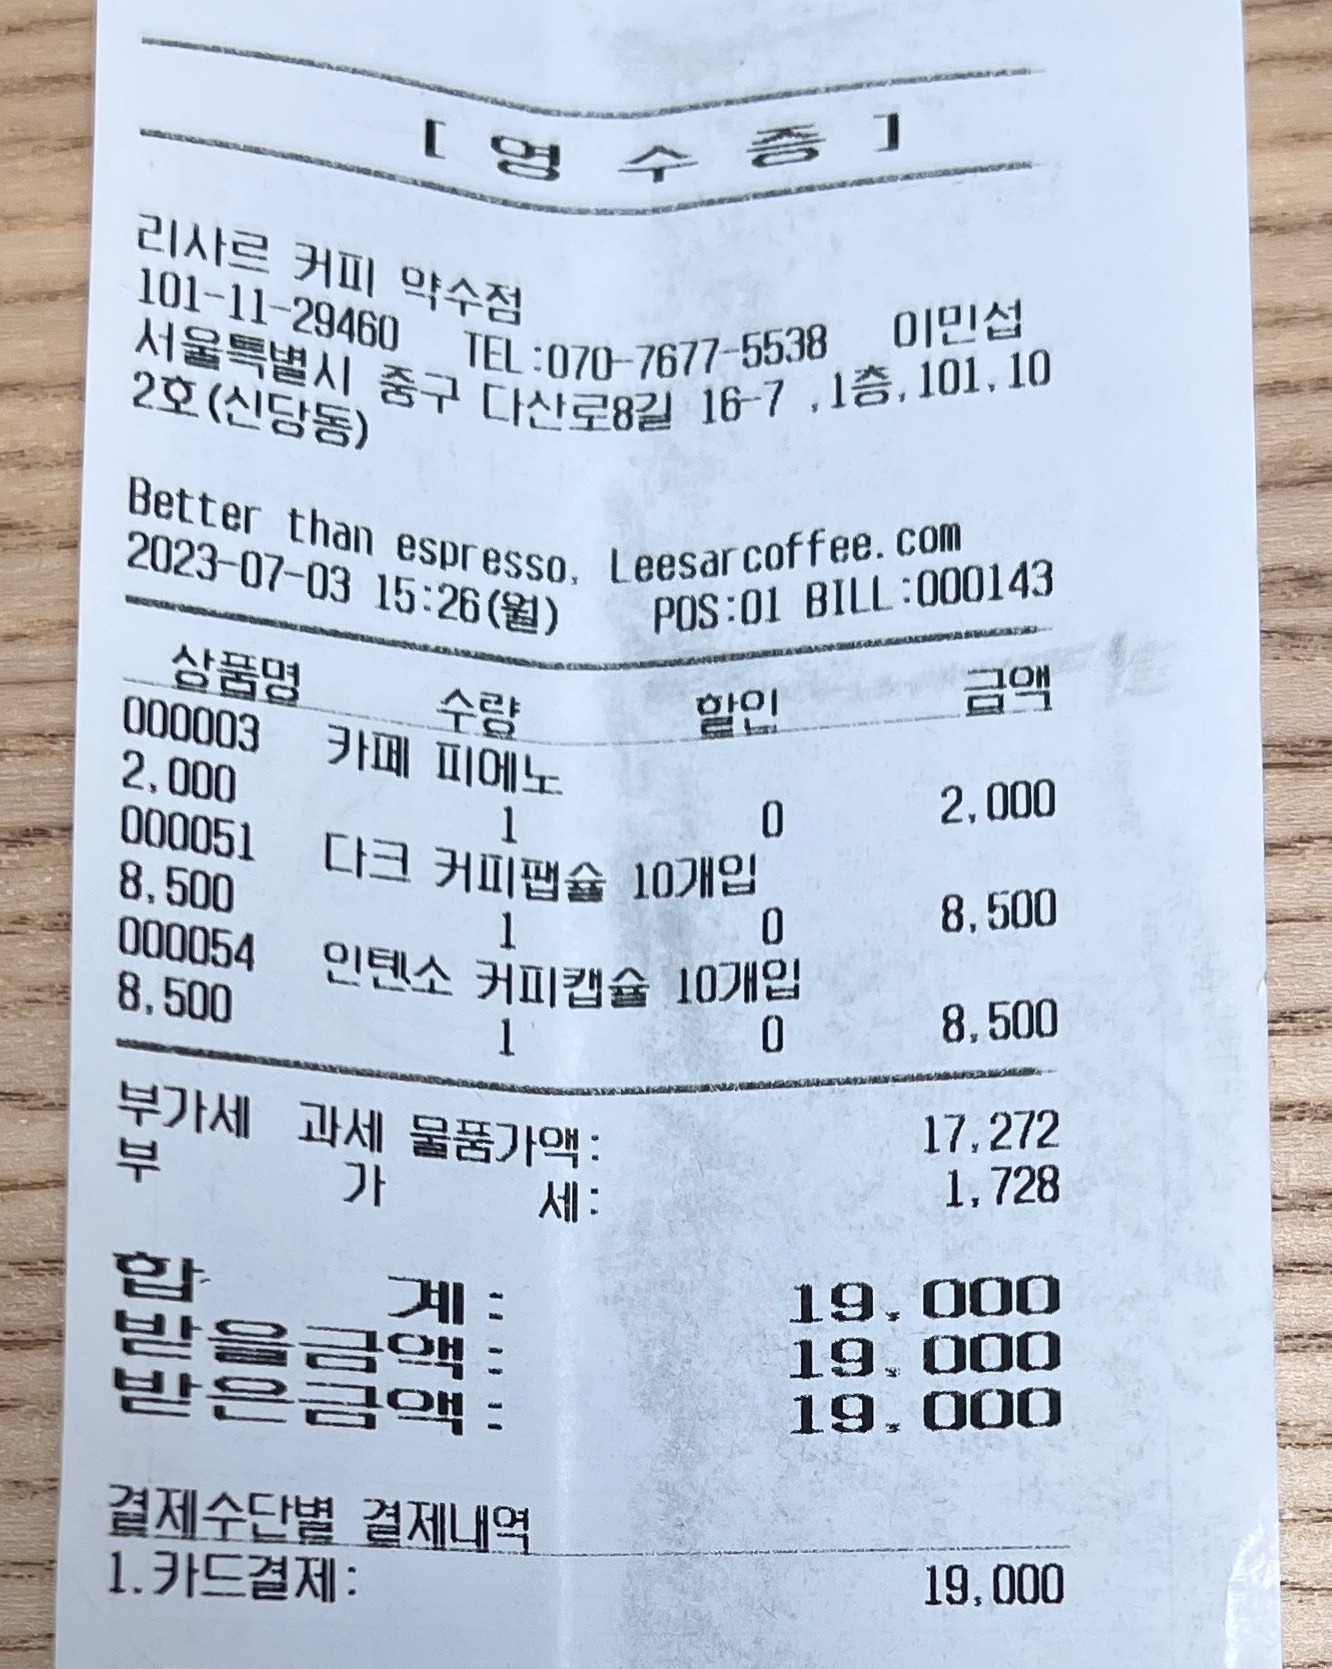 [ 영 수 증 ]
리사르 커피 약수점
101-11-29460 TEL:070-7677-5538 이민섭
서울특별시 중구 다산로8길 16-7 ,1층,101,10
2호(신당동)
Better than espresso, Leesarcoffee.com
2023-07-03 15:26(월) POS:01 BILL:000143
상품명 수량 할인 금액
000003 카페 피에노
2,000 1 0 2,000
000051 다크 커피팹슐 10개입
8,500 1 0 8,500
000054 인텐소 커피캡슐 10개입
8,500 1 0 8,500
부가세 과세 물품가액: 17,272
부 가 세: 1,728
합 계: 19,000
받을금액: 19,000
받은금액: 19,000
결제수단별 결제내역
1.카드결제: 19,000